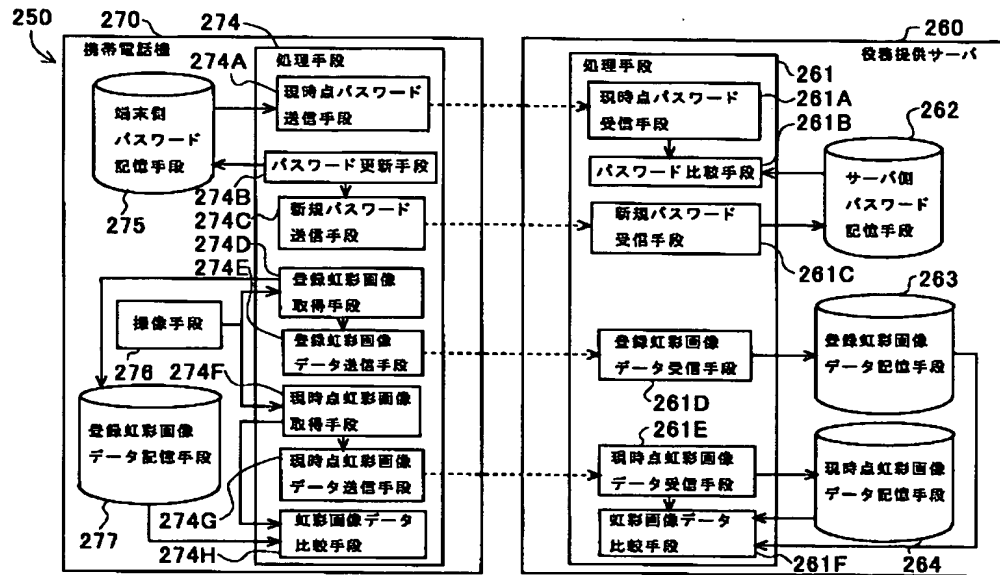 250
270
携帯電話機
274
処理手段
274A
現時点パスワード
送信手段
端末側
パスワード
記憶手段
275
パスワード更新手段
274B
274C
新規パスワード
送信手段
274D
274E
登録虹彩画像
取得手段
撮像手段
276
登録虹彩画像
データ送信手段
274F
現時点虹彩画像
取得手段
登録虹彩画像
データ記憶手段
277
現時点虹彩画像
データ送信手段
274G
虹彩画像データ
比較手段
274H
260
役務提供サーバ
処理手段
261
現時点パスワード
受信手段
261A
261B
パスワード比較手段
262
サーバ側
パスワード
記憶手段
新規パスワード
受信手段
261C
263
登録虹彩画像
データ受信手段
261D
登録虹彩画像
データ記憶手段
261E
現時点虹彩画像
データ受信手段
現時点虹彩画像
データ記憶手段
虹彩画像データ
比較手段
261F
264